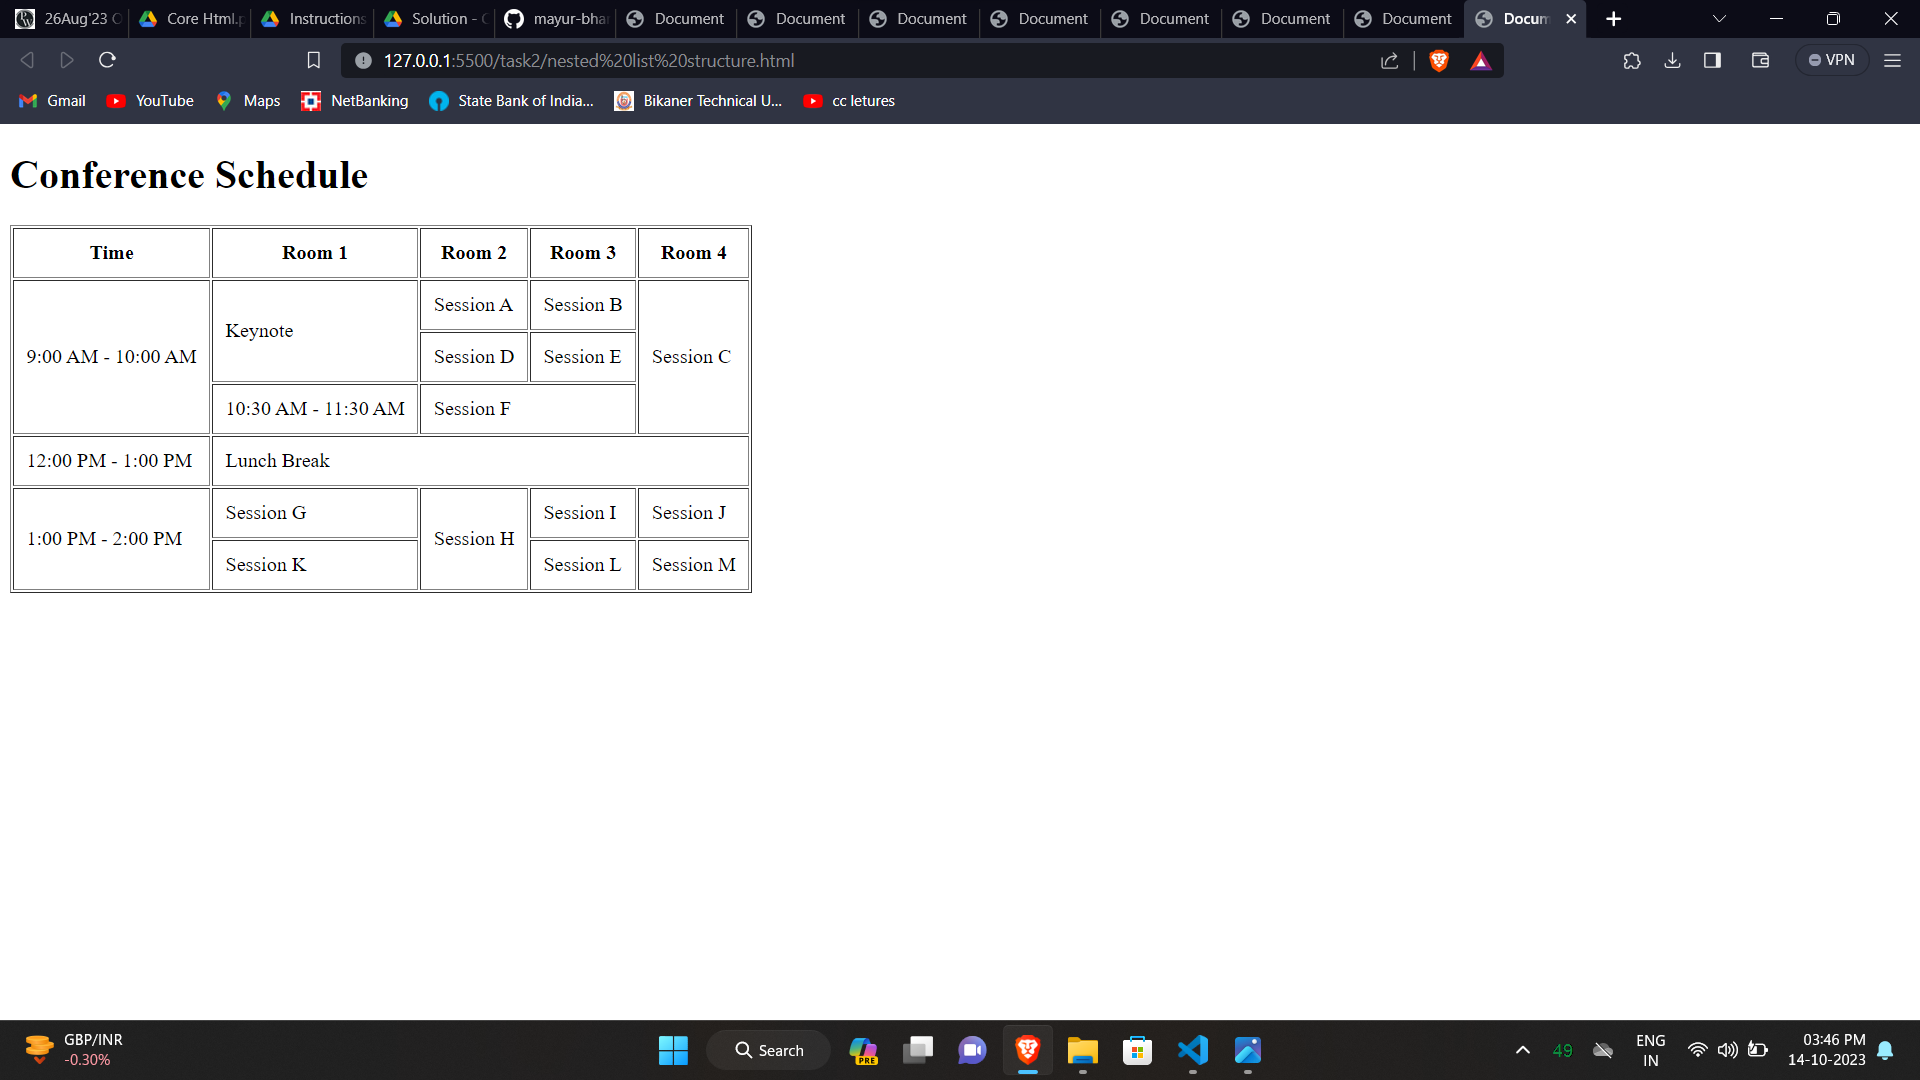 26Aug'23 O
Core Html.p
Instructions
Solution - C
mayur-bhar
Document
Document
Document
Document
Document
Document
Document
Docum
127.0.0.1:5500/task2/nested%20list%20structure.html
VPN
Gmail
YouTube
Maps
NetBanking
State Bank of India...
Bikaner Technical U...
cc letures
Conference Schedule
Time Room 1 Room 2 Room 3 Room 4
9:00 AM - 10:00 AM Keynote Session A Session B Session C
Session D Session E
10:30 AM - 11:30 AM Session F
12:00 PM - 1:00 PM Lunch Break
1:00 PM - 2:00 PM Session G Session H Session I Session J
Session K Session L Session M
GBP/INR
-0.30%
Search
PRE
49
ENG
IN
03:46 PM
14-10-2023